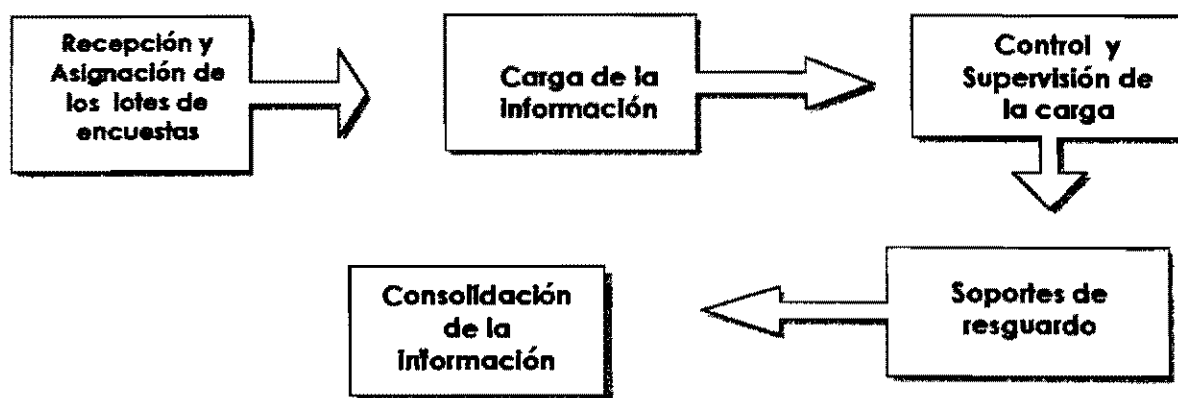 Recepción y
Asignación de
los lotes de
encuestas
Carga de la
información
Control y
Supervisión de
la carga
Soportes de
resguardo
Consolidación
de la
información